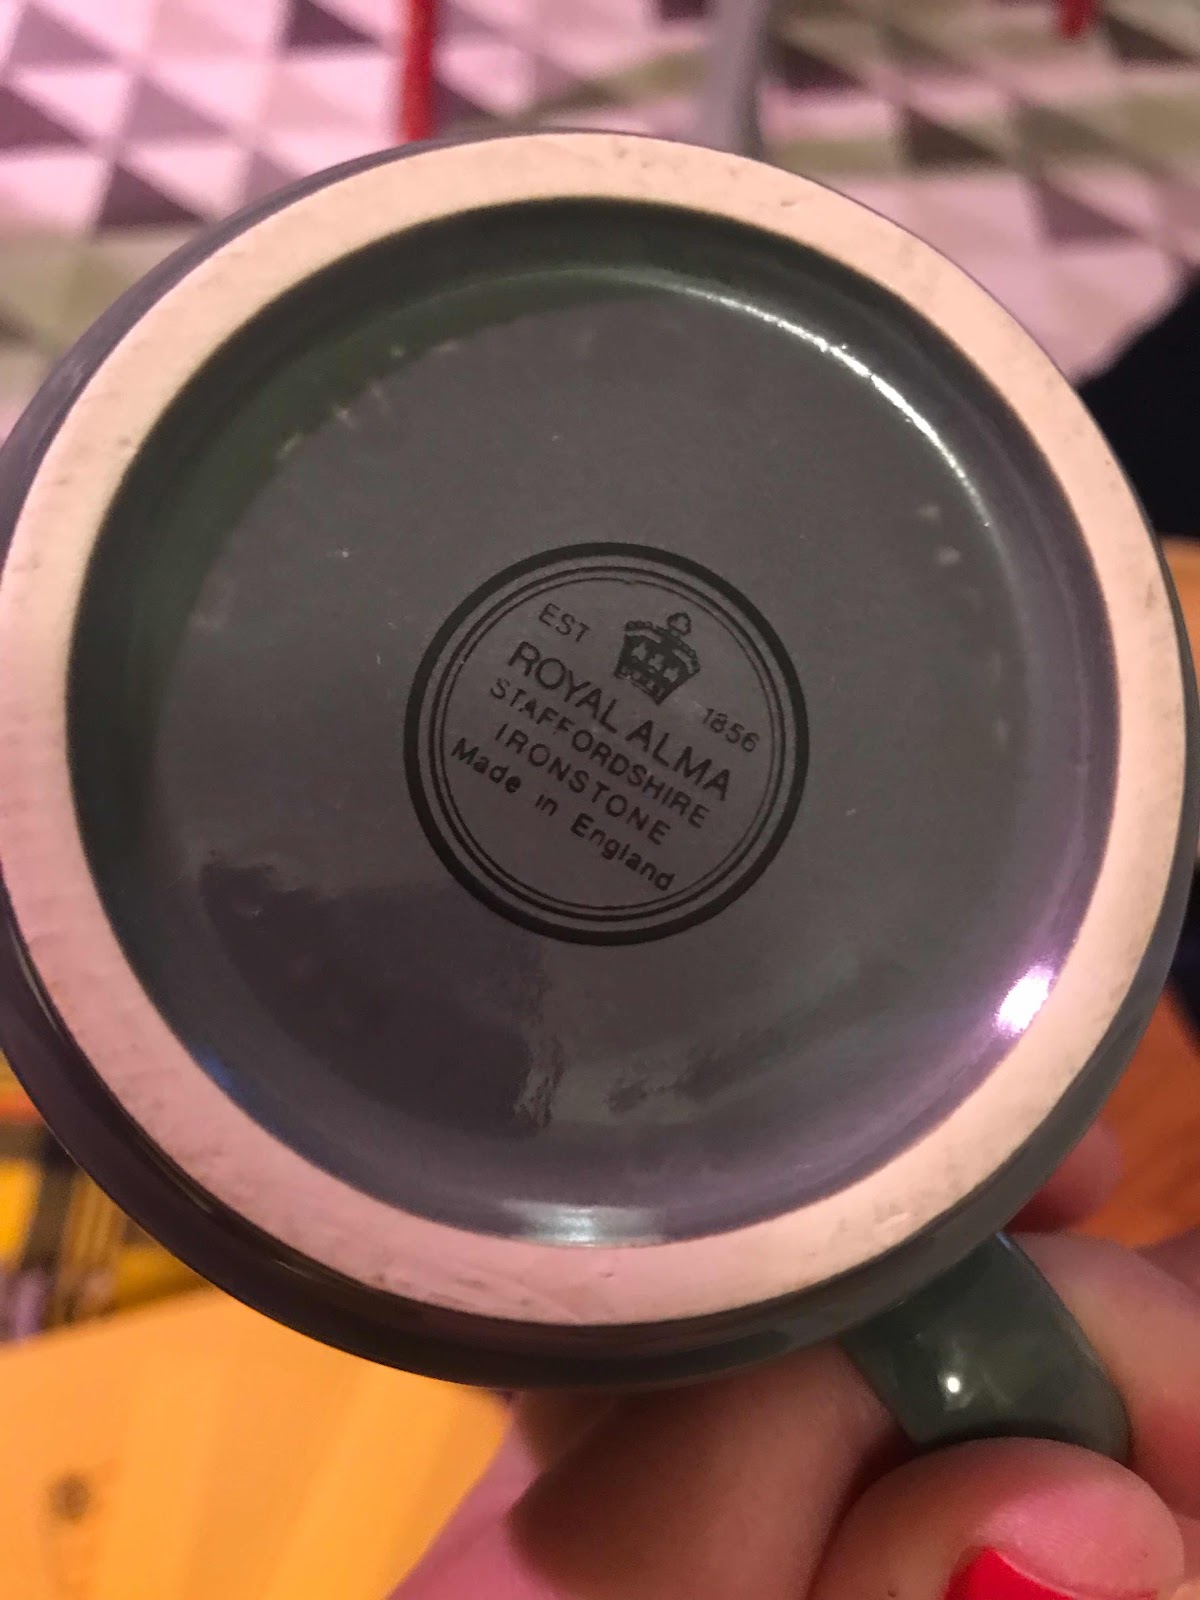 EST 1856
ROYAL ALMA
STAFFORDSHIRE
IRONSTONE
Made in England